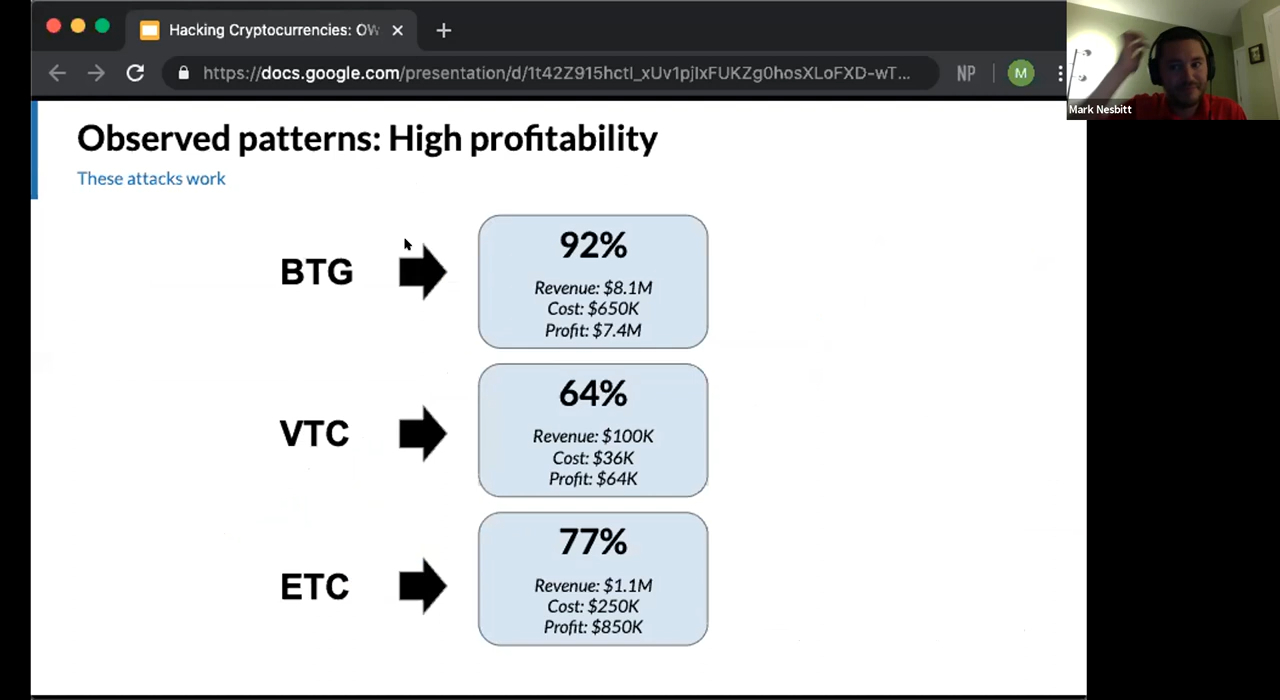 Hacking Cryptocurrencies: OW
https://docs.google.com/presentation/d/1t42Z915hctI_xUv1pjIxFUKZg0hosXLoFXD-wT...
NP
M
Mark Nesbitt
Observed patterns: High profitability
These attacks work
BTG
92%
Revenue: $8.1M
Cost: $650K
Profit: $7.4M
VTC
64%
Revenue: $100K
Cost: $36K
Profit: $64K
ETC
77%
Revenue: $1.1M
Cost: $250K
Profit: $850K